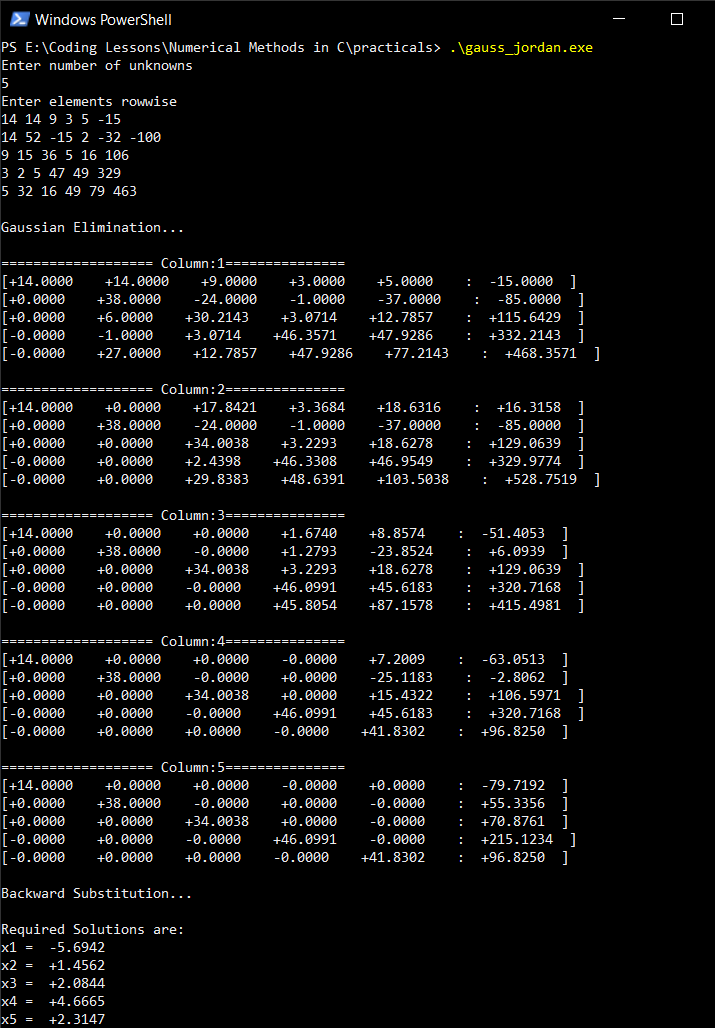 Windows PowerShell
PS E:\Coding Lessons\Numerical Methods in C\practicals> .\gauss_jordan.exe
Enter number of unknowns
5
Enter elements rowwise
14 14 9 3 5 -15
14 52 -15 2 -32 -100
9 15 36 5 16 106
3 2 5 47 49 329
5 32 16 49 79 463
Gaussian Elimination...
=================== Column:1===============
[+14.0000    +14.0000    +9.0000    +3.0000    +5.0000    :  -15.0000  ]
[+0.0000    +38.0000    -24.0000    -1.0000    -37.0000    :  -85.0000  ]
[+0.0000    +6.0000    +30.2143    +3.0714    +12.7857    :  +115.6429  ]
[-0.0000    -1.0000    +3.0714    +46.3571    +47.9286    :  +332.2143  ]
[-0.0000    +27.0000    +12.7857    +47.9286    +77.2143    :  +468.3571  ]
=================== Column:2===============
[+14.0000    +0.0000    +17.8421    +3.3684    +18.6316    :  +16.3158  ]
[+0.0000    +38.0000    -24.0000    -1.0000    -37.0000    :  -85.0000  ]
[+0.0000    +0.0000    +34.0038    +3.2293    +18.6278    :  +129.0639  ]
[-0.0000    +0.0000    +2.4398    +46.3308    +46.9549    :  +329.9774  ]
[-0.0000    +0.0000    +29.8383    +48.6391    +103.5038    :  +528.7519  ]
=================== Column:3===============
[+14.0000    +0.0000    +0.0000    +1.6740    +8.8574    :  -51.4053  ]
[+0.0000    +38.0000    -0.0000    +1.2793    -23.8524    :  +6.0939  ]
[+0.0000    +0.0000    +34.0038    +3.2293    +18.6278    :  +129.0639  ]
[-0.0000    +0.0000    -0.0000    +46.0991    +45.6183    :  +320.7168  ]
[-0.0000    +0.0000    +0.0000    +45.8054    +87.1578    :  +415.4981  ]
=================== Column:4===============
[+14.0000    +0.0000    +0.0000    -0.0000    +7.2009    :  -63.0513  ]
[+0.0000    +38.0000    -0.0000    +0.0000    -25.1183    :  -2.8062  ]
[+0.0000    +0.0000    +34.0038    +0.0000    +15.4322    :  +106.5971  ]
[-0.0000    +0.0000    -0.0000    +46.0991    +45.6183    :  +320.7168  ]
[-0.0000    +0.0000    +0.0000    -0.0000    +41.8302    :  +96.8250  ]
=================== Column:5===============
[+14.0000    +0.0000    +0.0000    -0.0000    +0.0000    :  -79.7192  ]
[+0.0000    +38.0000    -0.0000    +0.0000    -0.0000    :  +55.3356  ]
[+0.0000    +0.0000    +34.0038    +0.0000    -0.0000    :  +70.8761  ]
[-0.0000    +0.0000    -0.0000    +46.0991    -0.0000    :  +215.1234  ]
[-0.0000    +0.0000    +0.0000    -0.0000    +41.8302    :  +96.8250  ]
Backward Substitution...
Required Solutions are:
x1 =  -5.6942
x2 =  +1.4562
x3 =  +2.0844
x4 =  +4.6665
x5 =  +2.3147